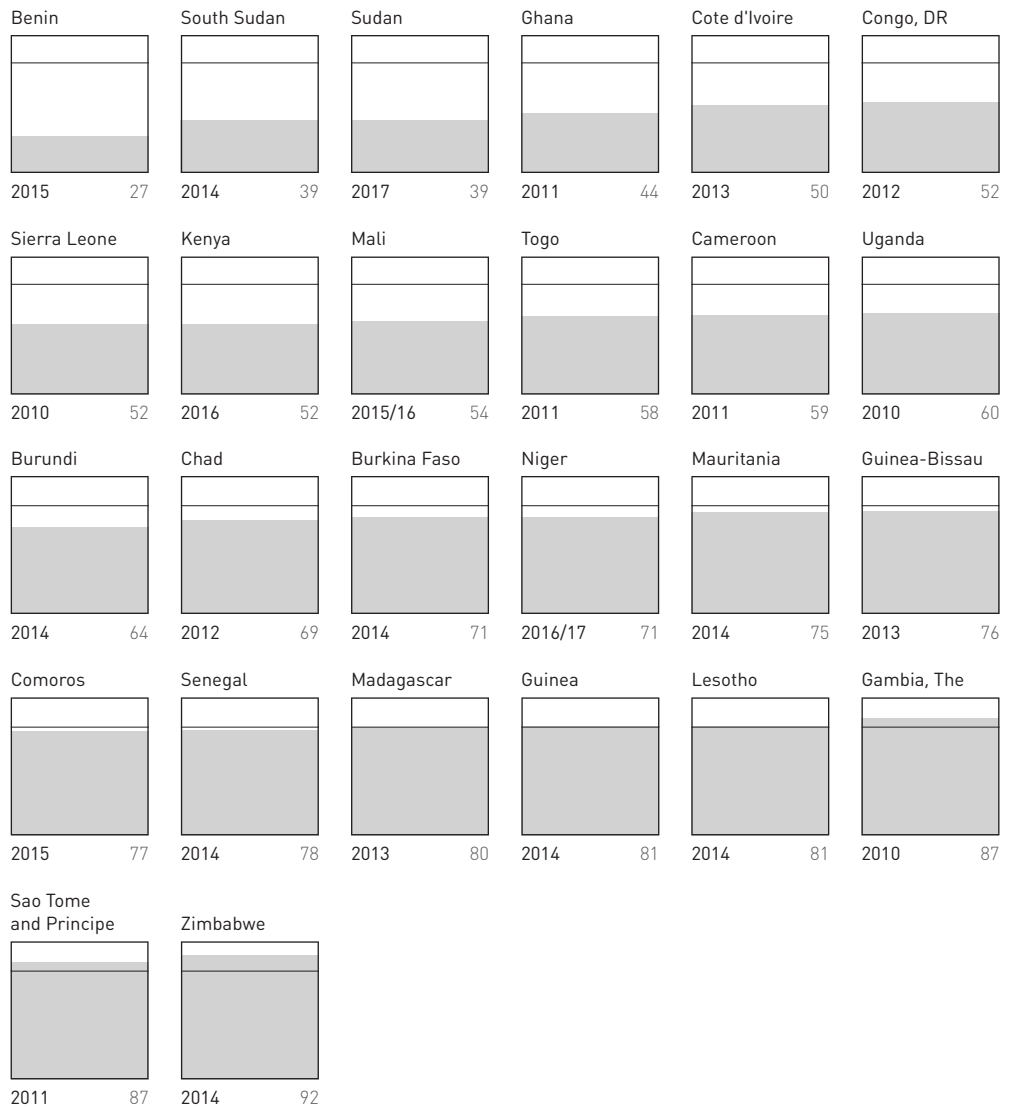 Benin
South Sudan
Sudan
Ghana
Cote d'Ivoire
Congo, DR
2015 27
2014 39
2017 39
2011 44
2013 50
2012 52
Sierra Leone
Kenya
Mali
Togo
Cameroon
Uganda
2010 52
2016 52
2015/16 54
2011 58
2011 59
2010 60
Burundi
Chad
Burkina Faso
Niger
Mauritania
Guinea-Bissau
2014 64
2012 69
2014 71
2016/17 71
2014 75
2013 76
Comoros
Senegal
Madagascar
Guinea
Lesotho
Gambia, The
2015 77
2014 78
2013 80
2014 81
2014 81
2010 87
Sao Tome
and Principe
Zimbabwe
2011 87
2014 92